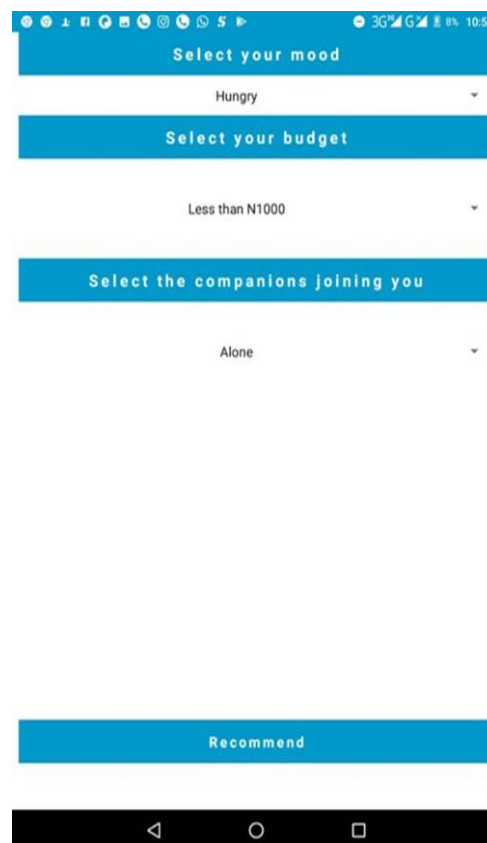 3G G 8% 10:5
Select your mood
Hungry
Select your budget
Less than N1000
Select the companions joining you
Alone
Recommend